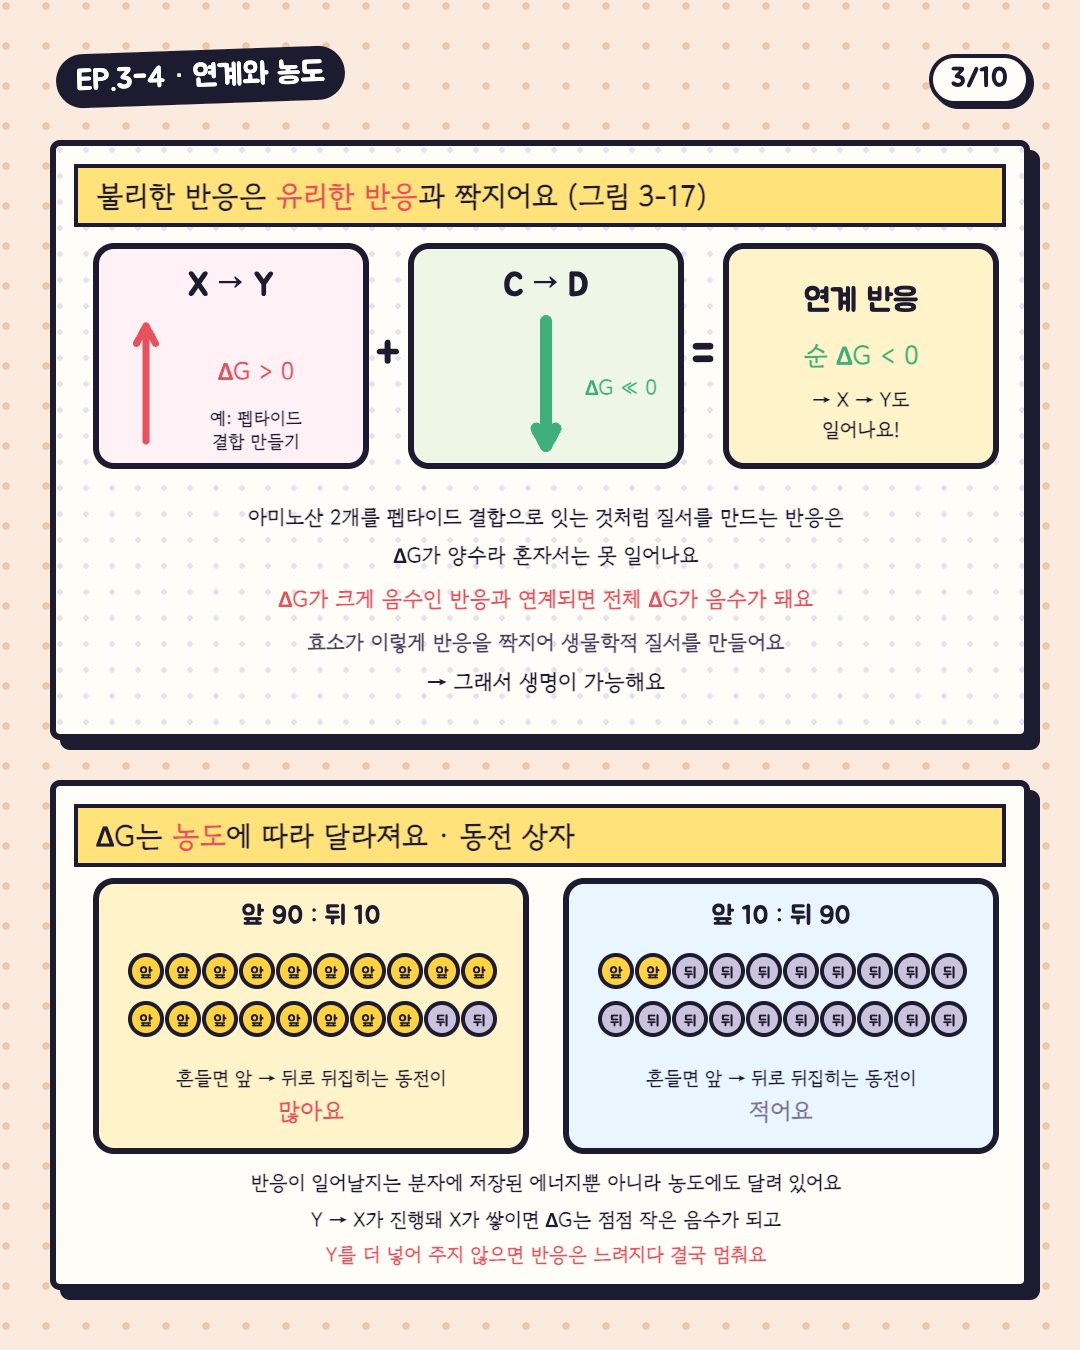 EP.3-4 · 연계와 농도
3/10
불리한 반응은 유리한 반응과 짝지어요 (그림 3-17)
X → Y
ΔG > 0
예: 펩타이드
결합 만들기
+
C → D
ΔG ≪ 0
=
연계 반응
순 ΔG < 0
→ X → Y도
일어나요!
아미노산 2개를 펩타이드 결합으로 잇는 것처럼 질서를 만드는 반응은
ΔG가 양수라 혼자서는 못 일어나요
ΔG가 크게 음수인 반응과 연계되면 전체 ΔG가 음수가 돼요
효소가 이렇게 반응을 짝지어 생물학적 질서를 만들어요
→ 그래서 생명이 가능해요
ΔG는 농도에 따라 달라져요 · 동전 상자
앞 90 : 뒤 10
앞 앞 앞 앞 앞 앞 앞 앞 앞 앞
앞 앞 앞 앞 앞 앞 앞 앞 뒤 뒤
흔들면 앞 → 뒤로 뒤집히는 동전이
많아요
앞 10 : 뒤 90
앞 앞 뒤 뒤 뒤 뒤 뒤 뒤 뒤 뒤
뒤 뒤 뒤 뒤 뒤 뒤 뒤 뒤 뒤 뒤
흔들면 앞 → 뒤로 뒤집히는 동전이
적어요
반응이 일어날지는 분자에 저장된 에너지뿐 아니라 농도에도 달려 있어요
Y → X가 진행돼 X가 쌓이면 ΔG는 점점 작은 음수가 되고
Y를 더 넣어 주지 않으면 반응은 느려지다 결국 멈춰요